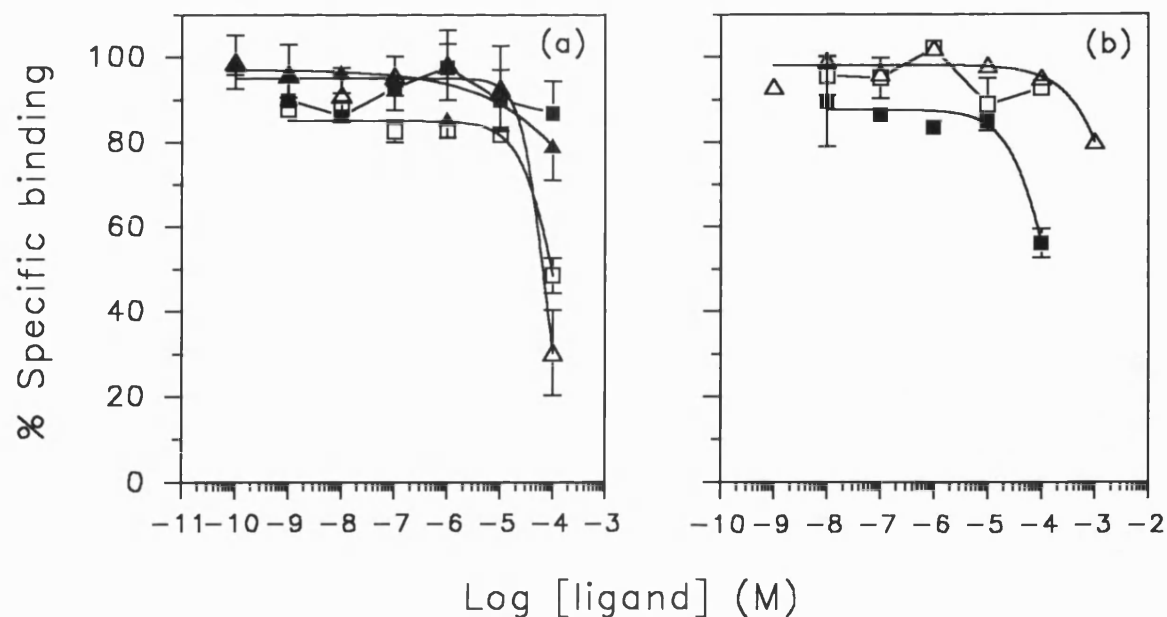 (a)
(b)
% Specific binding
100
80
60
40
20
0
−11 −10 −9 −8 −7 −6 −5 −4 −3
−10 −9 −8 −7 −6 −5 −4 −3 −2
Log [ligand] (M)